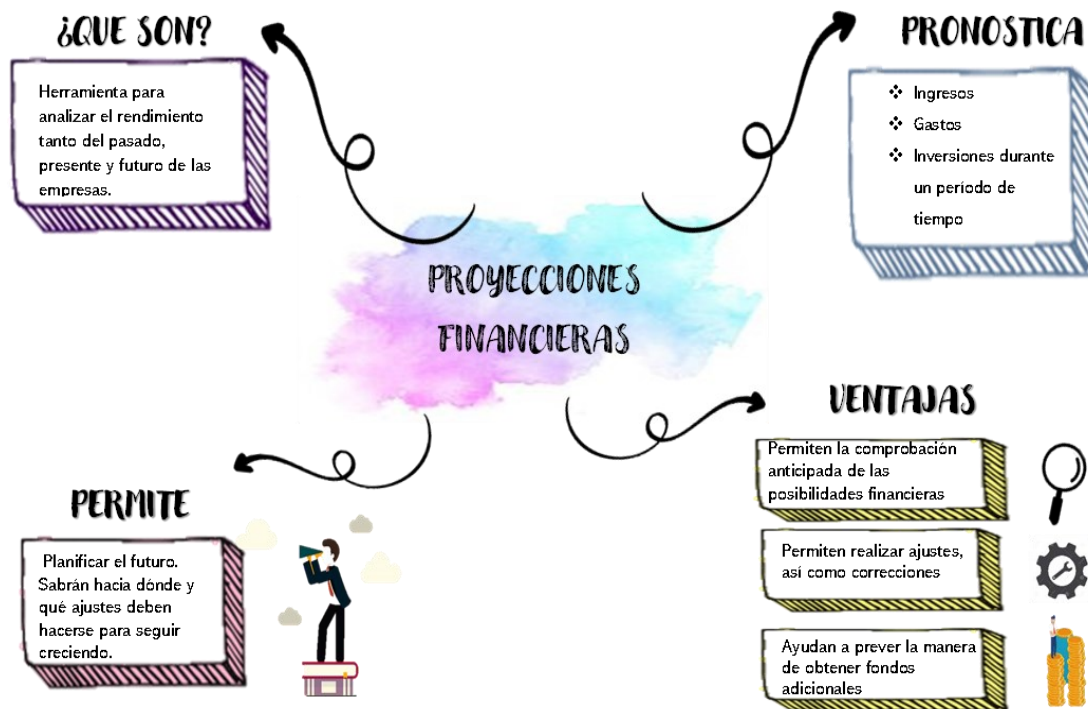 ¿QUE SON?
Herramienta para
analizar el rendimiento
tanto del pasado,
presente y futuro de las
empresas.
PRONOSTICA
❖ Ingresos
❖ Gastos
❖ Inversiones durante
un período de
tiempo
PROYECCIONES
FINANCIERAS
PERMITE
Planificar el futuro.
Sabrán hacia dónde y
qué ajustes deben
hacerse para seguir
creciendo.
VENTAJAS
Permiten la comprobación
anticipada de las
posibilidades financieras
Permiten realizar ajustes,
así como correcciones
Ayudan a prever la manera
de obtener fondos
adicionales